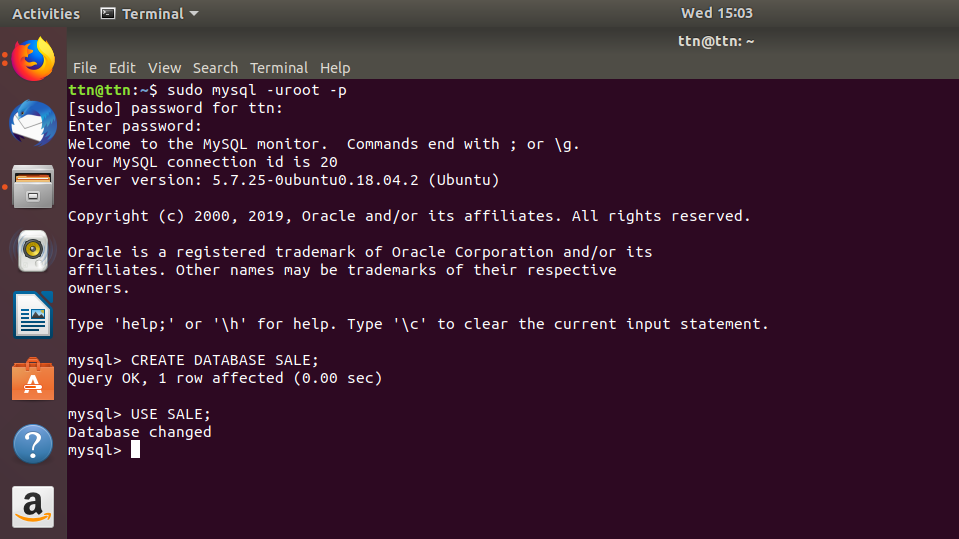 Activities Terminal Wed 15:03
ttn@ttn: ~
File Edit View Search Terminal Help
ttn@ttn:~$ sudo mysql -uroot -p
[sudo] password for ttn:
Enter password:
Welcome to the MySQL monitor.  Commands end with ; or \g.
Your MySQL connection id is 20
Server version: 5.7.25-0ubuntu0.18.04.2 (Ubuntu)
Copyright (c) 2000, 2019, Oracle and/or its affiliates. All rights reserved.
Oracle is a registered trademark of Oracle Corporation and/or its
affiliates. Other names may be trademarks of their respective
owners.
Type 'help;' or '\h' for help. Type '\c' to clear the current input statement.
mysql> CREATE DATABASE SALE;
Query OK, 1 row affected (0.00 sec)
mysql> USE SALE;
Database changed
mysql>